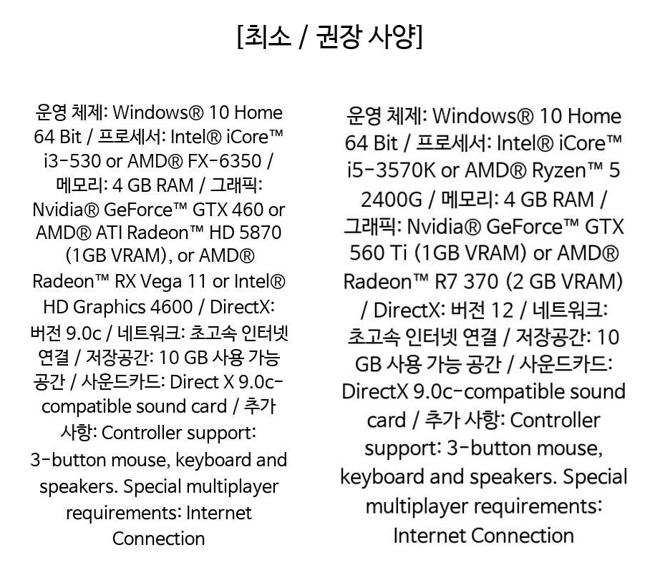 [최소 / 권장 사양]
운영 체제: Windows® 10 Home
64 Bit / 프로세서: Intel® iCore™
i3-530 or AMD® FX-6350 /
메모리: 4 GB RAM / 그래픽:
Nvidia® GeForce™ GTX 460 or
AMD® ATI Radeon™ HD 5870
(1GB VRAM), or AMD®
Radeon™ RX Vega 11 or Intel®
HD Graphics 4600 / DirectX:
버전 9.0c / 네트워크: 초고속 인터넷
연결 / 저장공간: 10 GB 사용 가능
공간 / 사운드카드: Direct X 9.0c-
compatible sound card / 추가
사항: Controller support:
3-button mouse, keyboard and
speakers. Special multiplayer
requirements: Internet
Connection
운영 체제: Windows® 10 Home
64 Bit / 프로세서: Intel® iCore™
i5-3570K or AMD® Ryzen™ 5
2400G / 메모리: 4 GB RAM /
그래픽: Nvidia® GeForce™ GTX
560 Ti (1GB VRAM) or AMD®
Radeon™ R7 370 (2 GB VRAM)
/ DirectX: 버전 12 / 네트워크:
초고속 인터넷 연결 / 저장공간: 10
GB 사용 가능 공간 / 사운드카드:
DirectX 9.0c-compatible sound
card / 추가 사항: Controller
support: 3-button mouse,
keyboard and speakers. Special
multiplayer requirements:
Internet Connection